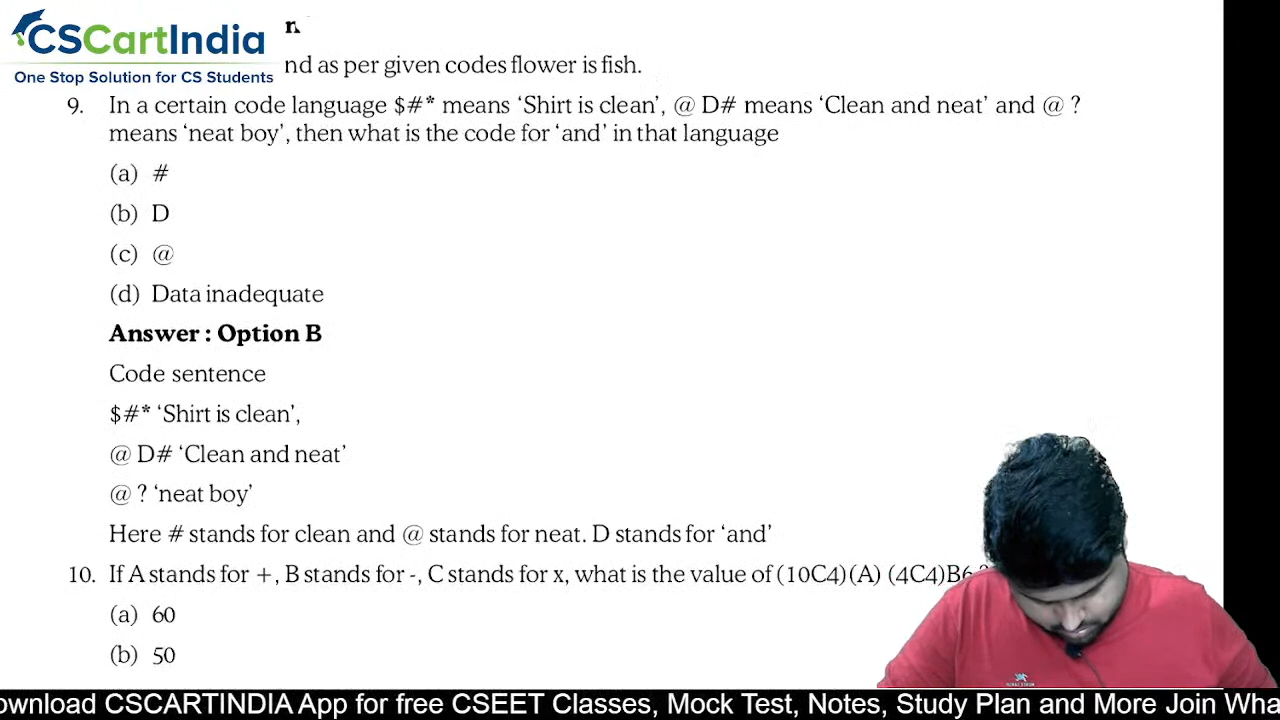 CSCartIndia
One Stop Solution for CS Students
nd as per given codes flower is fish.
9. In a certain code language $#* means ‘Shirt is clean’, @ D# means ‘Clean and neat’ and @ ?
means ‘neat boy’, then what is the code for ‘and’ in that language
(a) #
(b) D
(c) @
(d) Data inadequate
Answer : Option B
Code sentence
$#* ‘Shirt is clean’,
@ D# ‘Clean and neat’
@ ? ‘neat boy’
Here # stands for clean and @ stands for neat. D stands for ‘and’
10. If A stands for +, B stands for -, C stands for x, what is the value of (10C4)(A) (4C4)B6
(a) 60
(b) 50
ownload CSCARTINDIA App for free CSEET Classes, Mock Test, Notes, Study Plan and More Join Wha